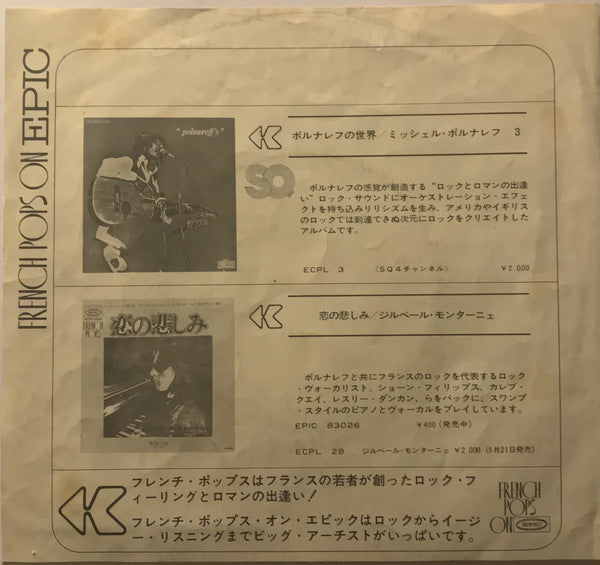 FRENCH POPS ON EPIC
"polnareff's"
ポルナレフの世界／ミッシェル・ポルナレフ 3
SQ
ポルナレフの感覚が創造する“ロックとロマンの出逢
い”ロック・サウンドにオーケストレーション・エフェ
クトを持ち込みリリシズムを生み、アメリカやイギリス
のロックでは到達できぬ次元にロックをクリエイトした
アルバムです。
ECPL 3 （SQ4チャンネル） ￥2.000
FRENCH POPS
恋の悲しみ
恋の悲しみ／ジルベール・モンターニェ
ポルナレフと共にフランスのロックを代表するロック
・ヴォーカリスト。ショーン・フィリップス、カレブ・
クエイ、レスリー・ダンカン、らをバックに、スワンプ
・スタイルのピアノとヴォーカルをプレイしています。
EPIC 83026 ￥400（発売中）
ECPL 28 ジルベール・モンターニェ ￥2.000（5月21日発売）
フレンチ・ポップスはフランスの若者が創ったロック・フ
ィーリングとロマンの出逢い！
フレンチ・ポップス・オン・エピックはロックからイージ
ー・リスニングまでビッグ・アーチストがいっぱいです。
FRENCH
POPS
ON EPIC